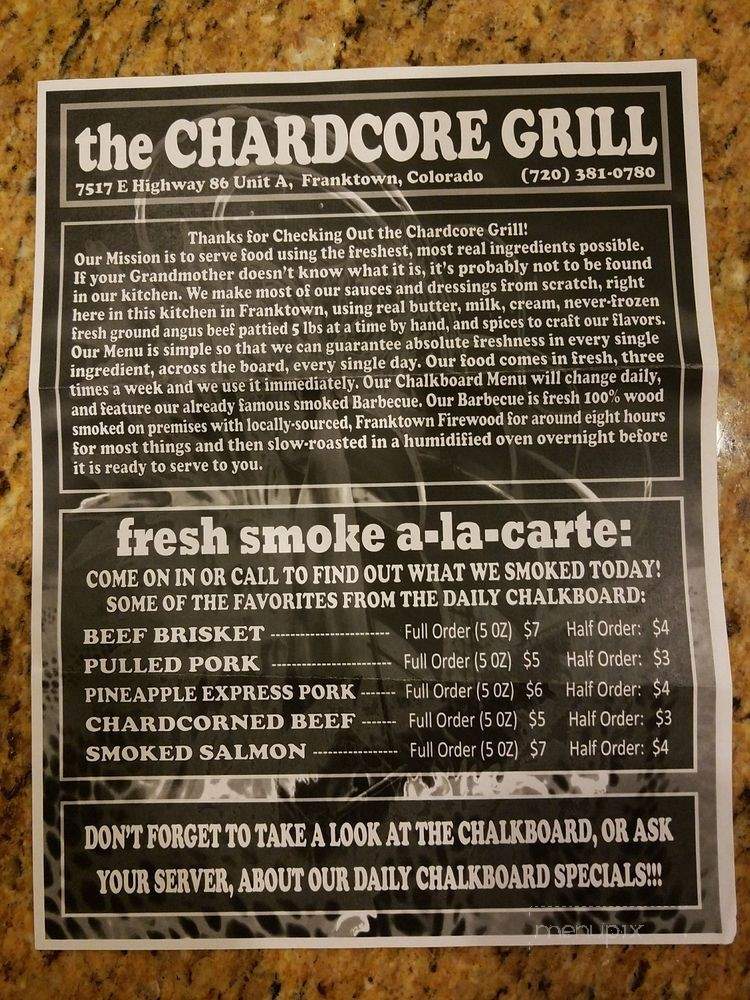 the CHARDCORE GRILL
7517 E Highway 86 Unit A, Franktown, Colorado (720) 381-0780
Thanks for Checking Out the Chardcore Grill!
Our Mission is to serve food using the freshest, most real ingredients possible.
If your Grandmother doesn't know what it is, it's probably not to be found
in our kitchen. We make most of our sauces and dressings from scratch, right
here in this kitchen in Franktown, using real butter, milk, cream, never-frozen
fresh ground angus beef pattied 5 lbs at a time by hand, and spices to craft our flavors.
Our Menu is simple so that we can guarantee absolute freshness in every single
ingredient, across the board, every single day. Our food comes in fresh, three
times a week and we use it immediately. Our Chalkboard Menu will change daily,
and feature our already famous smoked Barbecue. Our Barbecue is fresh 100% wood
smoked on premises with locally-sourced, Franktown Firewood for around eight hours
for most things and then slow-roasted in a humidified oven overnight before
it is ready to serve to you.
fresh smoke a-la-carte:
COME ON IN OR CALL TO FIND OUT WHAT WE SMOKED TODAY!
SOME OF THE FAVORITES FROM THE DAILY CHALKBOARD:
BEEF BRISKET ------------------------ Full Order (5 OZ) $7 Half Order: $4
PULLED PORK ------------------------ Full Order (5 OZ) $5 Half Order: $3
PINEAPPLE EXPRESS PORK ------- Full Order (5 OZ) $6 Half Order: $4
CHARDCORNED BEEF ------- Full Order (5 OZ) $5 Half Order: $3
SMOKED SALMON ----------------- Full Order (5 OZ) $7 Half Order: $4
DON'T FORGET TO TAKE A LOOK AT THE CHALKBOARD, OR ASK
YOUR SERVER, ABOUT OUR DAILY CHALKBOARD SPECIALS!!!
menupix